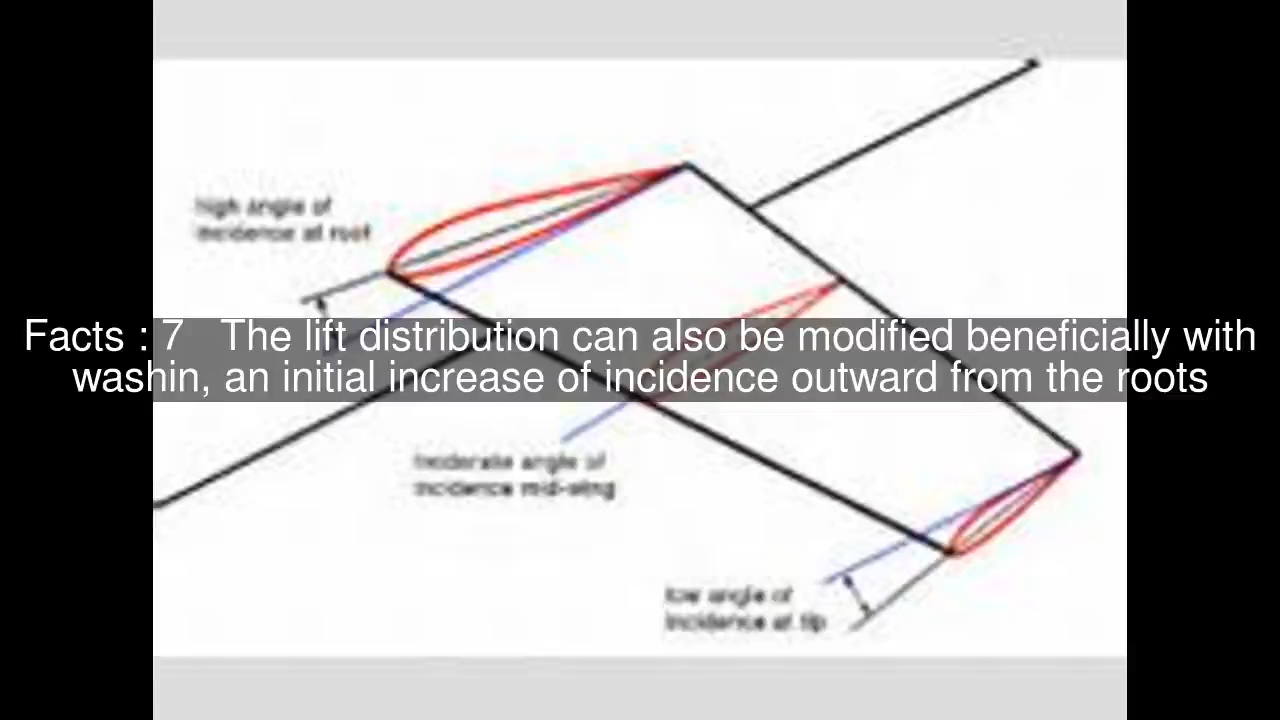 high angle of
incidence at root
Facts : 7 The lift distribution can also be modified beneficially with
washin, an initial increase of incidence outward from the roots
moderate angle of
incidence mid-wing
low angle of
incidence at tip